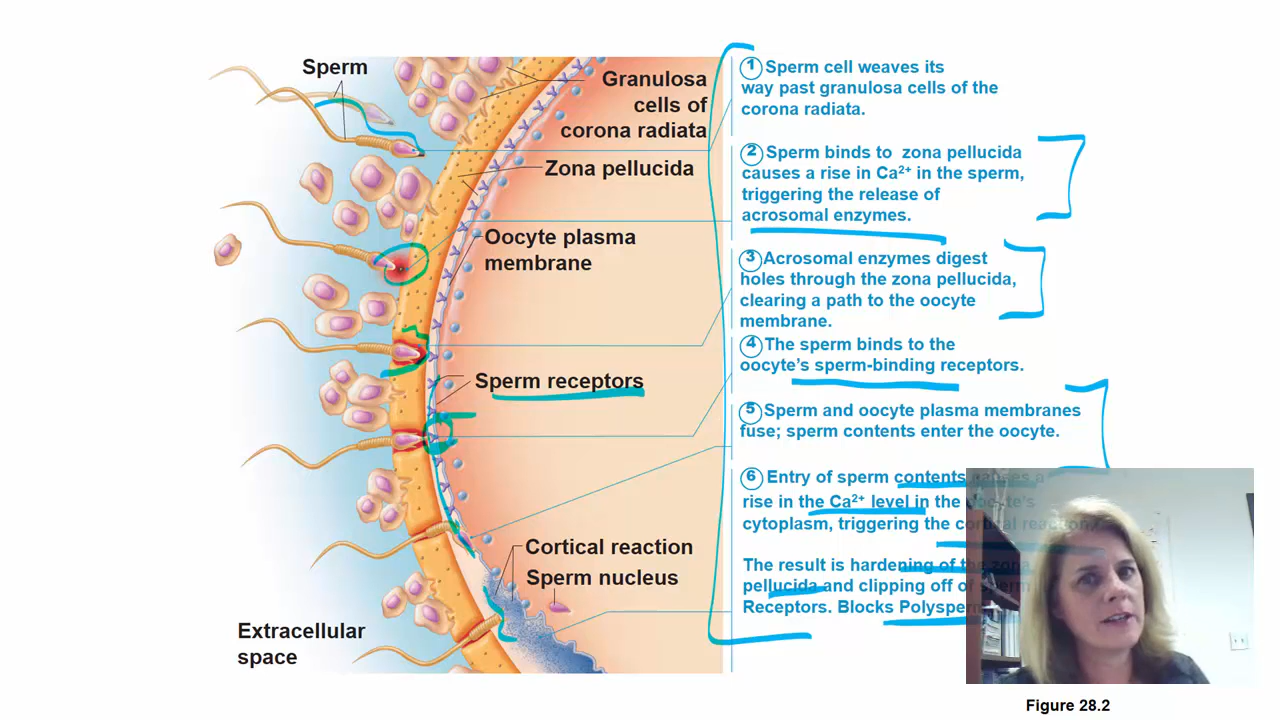 Sperm
Granulosa
cells of
corona radiata
Zona pellucida
Oocyte plasma
membrane
Sperm receptors
Cortical reaction
Sperm nucleus
Extracellular
space
1 Sperm cell weaves its
way past granulosa cells of the
corona radiata.
2 Sperm binds to zona pellucida
causes a rise in Ca²⁺ in the sperm,
triggering the release of
acrosomal enzymes.
3 Acrosomal enzymes digest
holes through the zona pellucida,
clearing a path to the oocyte
membrane.
4 The sperm binds to the
oocyte's sperm-binding receptors.
5 Sperm and oocyte plasma membranes
fuse; sperm contents enter the oocyte.
6 Entry of sperm contents causes a
rise in the Ca²⁺ level in the oocyte's
cytoplasm, triggering the cortical reaction
The result is hardening of the zona
pellucida and clipping off of sperm
Receptors. Blocks
Figure 28.2